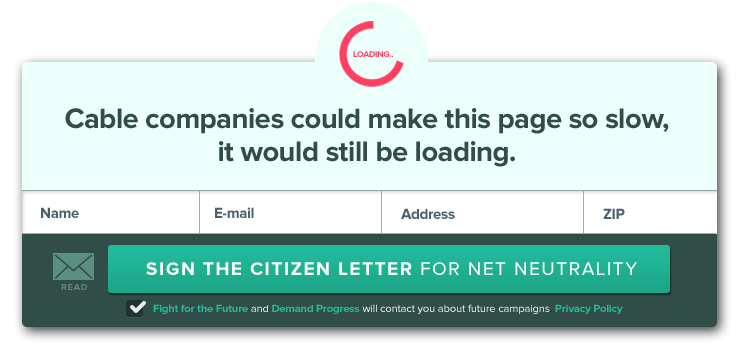 LOADING..
Cable companies could make this page so slow,
it would still be loading.
Name E-mail Address ZIP
SIGN THE CITIZEN LETTER FOR NET NEUTRALITY
READ
Fight for the Future and Demand Progress will contact you about future campaigns Privacy Policy